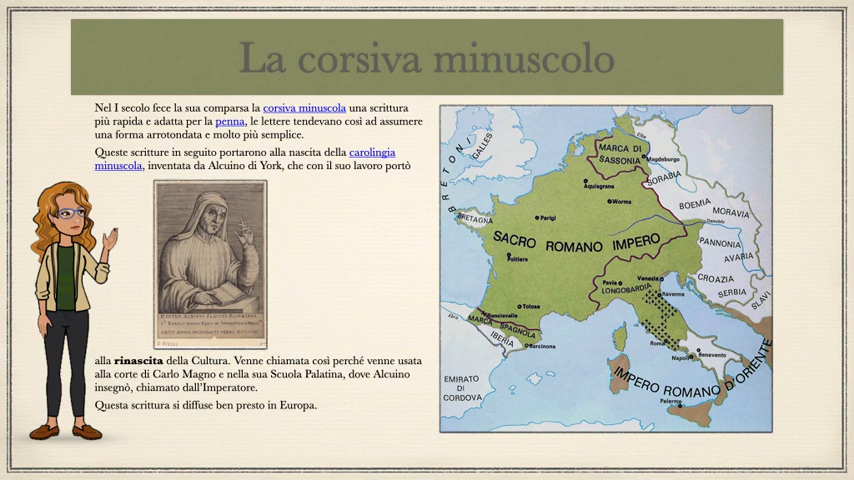 La corsiva minuscolo
Nel I secolo fece la sua comparsa la corsiva minuscola una scrittura
più rapida e adatta per la penna, le lettere tendevano così ad assumere
una forma arrotondata e molto più semplice.
Queste scritture in seguito portarono alla nascita della carolingia
minuscola, inventata da Alcuino di York, che con il suo lavoro portò
alla rinascita della Cultura. Venne chiamata così perché venne usata
alla corte di Carlo Magno e nella sua Scuola Palatina, dove Alcuino
insegnò, chiamato dall'Imperatore.
Questa scrittura si diffuse ben presto in Europa.
BRETONI
GALLES
MARCA DI
SASSONIA
Elba
Magdeburgo
Aquisgrana
SORABIA
Worms
BOEMIA
MORAVIA
BRETAGNA
Parigi
Danubio
SACRO ROMANO IMPERO
PANNONIA
AVARIA
Poitiers
CROAZIA
Pavia
Venezia
LONGOBARDIA
SERBIA
SLAVI
Ravenna
Tolosa
Roncisvalle
Ebro
MARCA SPAGNOLA
IBERIA
Barcinona
Roma
Benevento
Napoli
IMPERO ROMANO D'ORIENTE
EMIRATO
DI
CORDOVA
Palermo